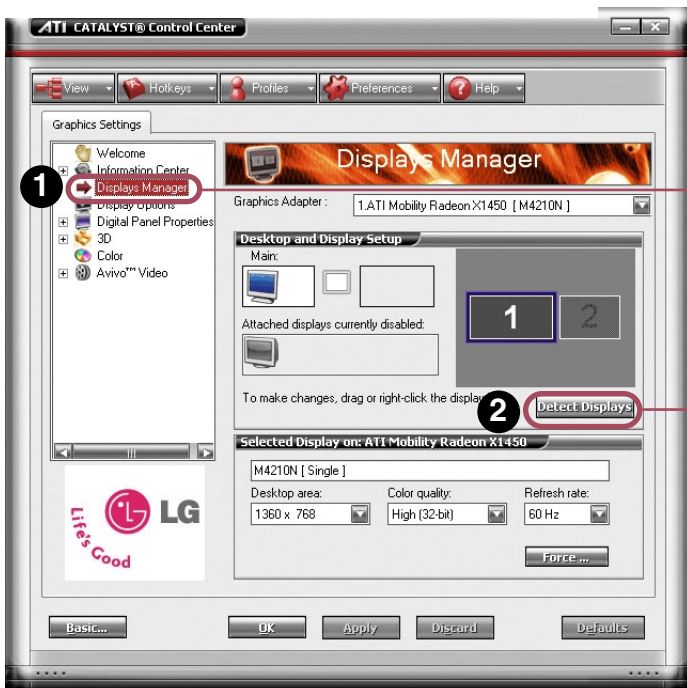 ATI CATALYST® Control Center
View
Hotkeys
Profiles
Preferences
Help
Graphics Settings
Welcome
Information Center
1
Displays Manager
Display Options
Digital Panel Properties
3D
Color
Avivo™ Video
Life's Good
LG
Displays Manager
Graphics Adapter :
1.ATI Mobility Radeon X1450 [ M4210N ]
Desktop and Display Setup
Main:
1
2
Attached displays currently disabled:
To make changes, drag or right-click the display
2
Detect Displays
Selected Display on: ATI Mobility Radeon X1450
M4210N [ Single ]
Desktop area:
Color quality:
Refresh rate:
1360 x 768
High (32-bit)
60 Hz
Force ...
Basic...
OK
Apply
Discard
Defaults